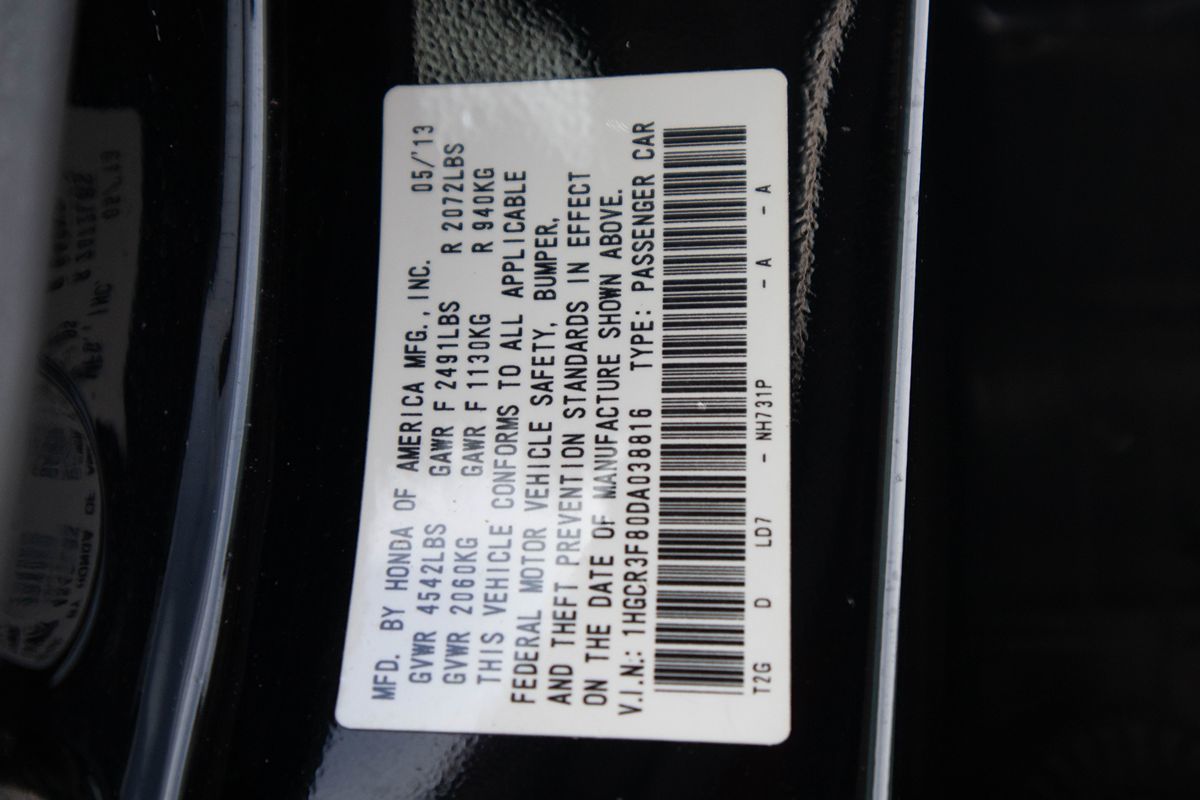 MFD. BY HONDA OF AMERICA MFG., INC. 05/'13
GVWR 4542LBS GAWR F 2491LBS R 2072LBS
GVWR 2060KG GAWR F 1130KG R 940KG
THIS VEHICLE CONFORMS TO ALL APPLICABLE
FEDERAL MOTOR VEHICLE SAFETY, BUMPER,
AND THEFT PREVENTION STANDARDS IN EFFECT
ON THE DATE OF MANUFACTURE SHOWN ABOVE.
V.I.N.: 1HGCR3F80DA038816 TYPE: PASSENGER CAR
T2G D LD7 - NH731P - A - A